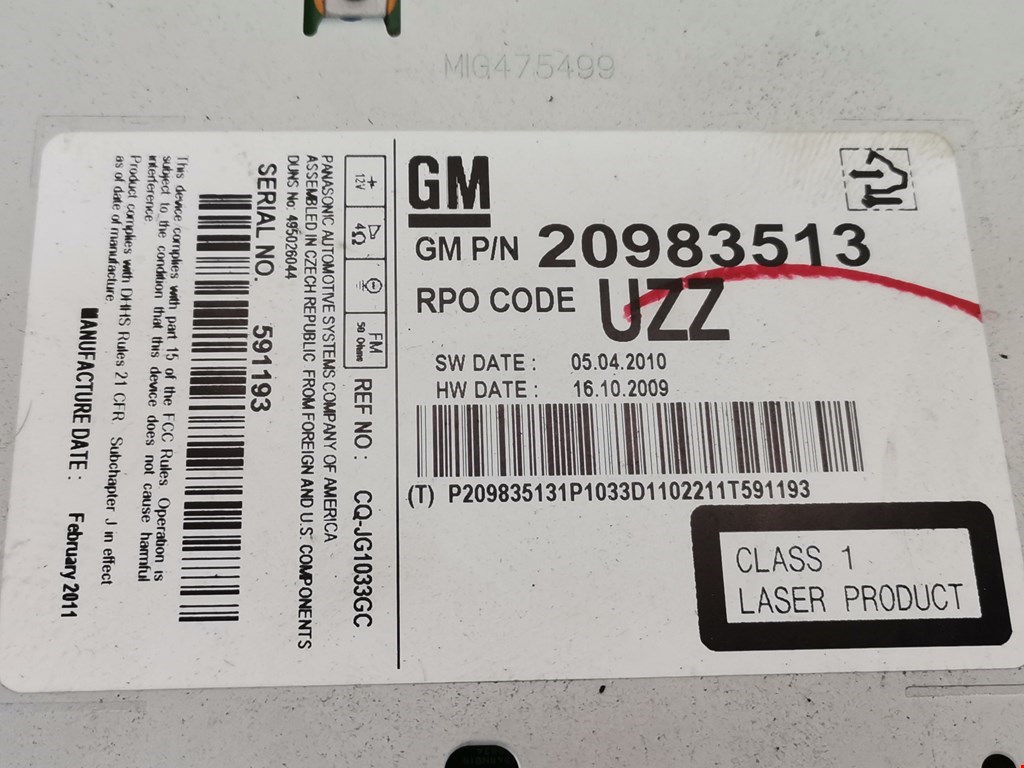 MIG475499
GM
GM P/N 20983513
RPO CODE UZZ
SW DATE : 05.04.2010
HW DATE : 16.10.2009
(T) P209835131P1033D1102211T591193
CLASS 1
LASER PRODUCT
+ 12V 4Ω FM 50 Ohms
REF NO : CQ-JG1033GC
PANASONIC AUTOMOTIVE SYSTEMS COMPANY OF AMERICA
ASSEMBLED IN CZECH REPUBLIC FROM FOREIGN AND U.S. COMPONENTS
DUNS No: 495026044
SERIAL NO. 591193
This device complies with part 15 of the FCC Rules. Operation is
subject to the condition that this device does not cause harmful
interference.
Product complies with DHHS Rules 21 CFR. Subchapter J in effect
as of date of manufacture.
MANUFACTURE DATE : February 2011